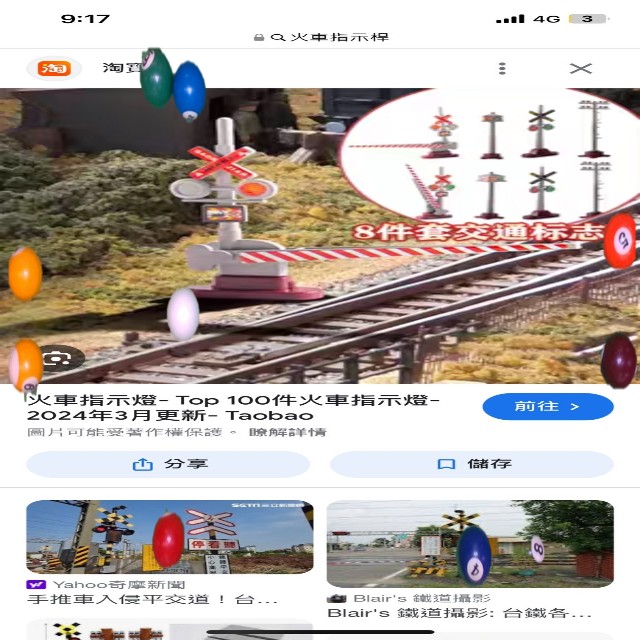 9:17
4G
3
火車指示桿
淘
淘寶
8件套交通标志
火車指示燈- Top 100件火車指示燈-
2024年3月更新- Taobao
前往 >
圖片可能受著作權保護。 瞭解詳情
分享
儲存
停看聽
Yahoo奇摩新聞
手推車入侵平交道！台...
Blair's 鐵道攝影
Blair's 鐵道攝影: 台鐵各...